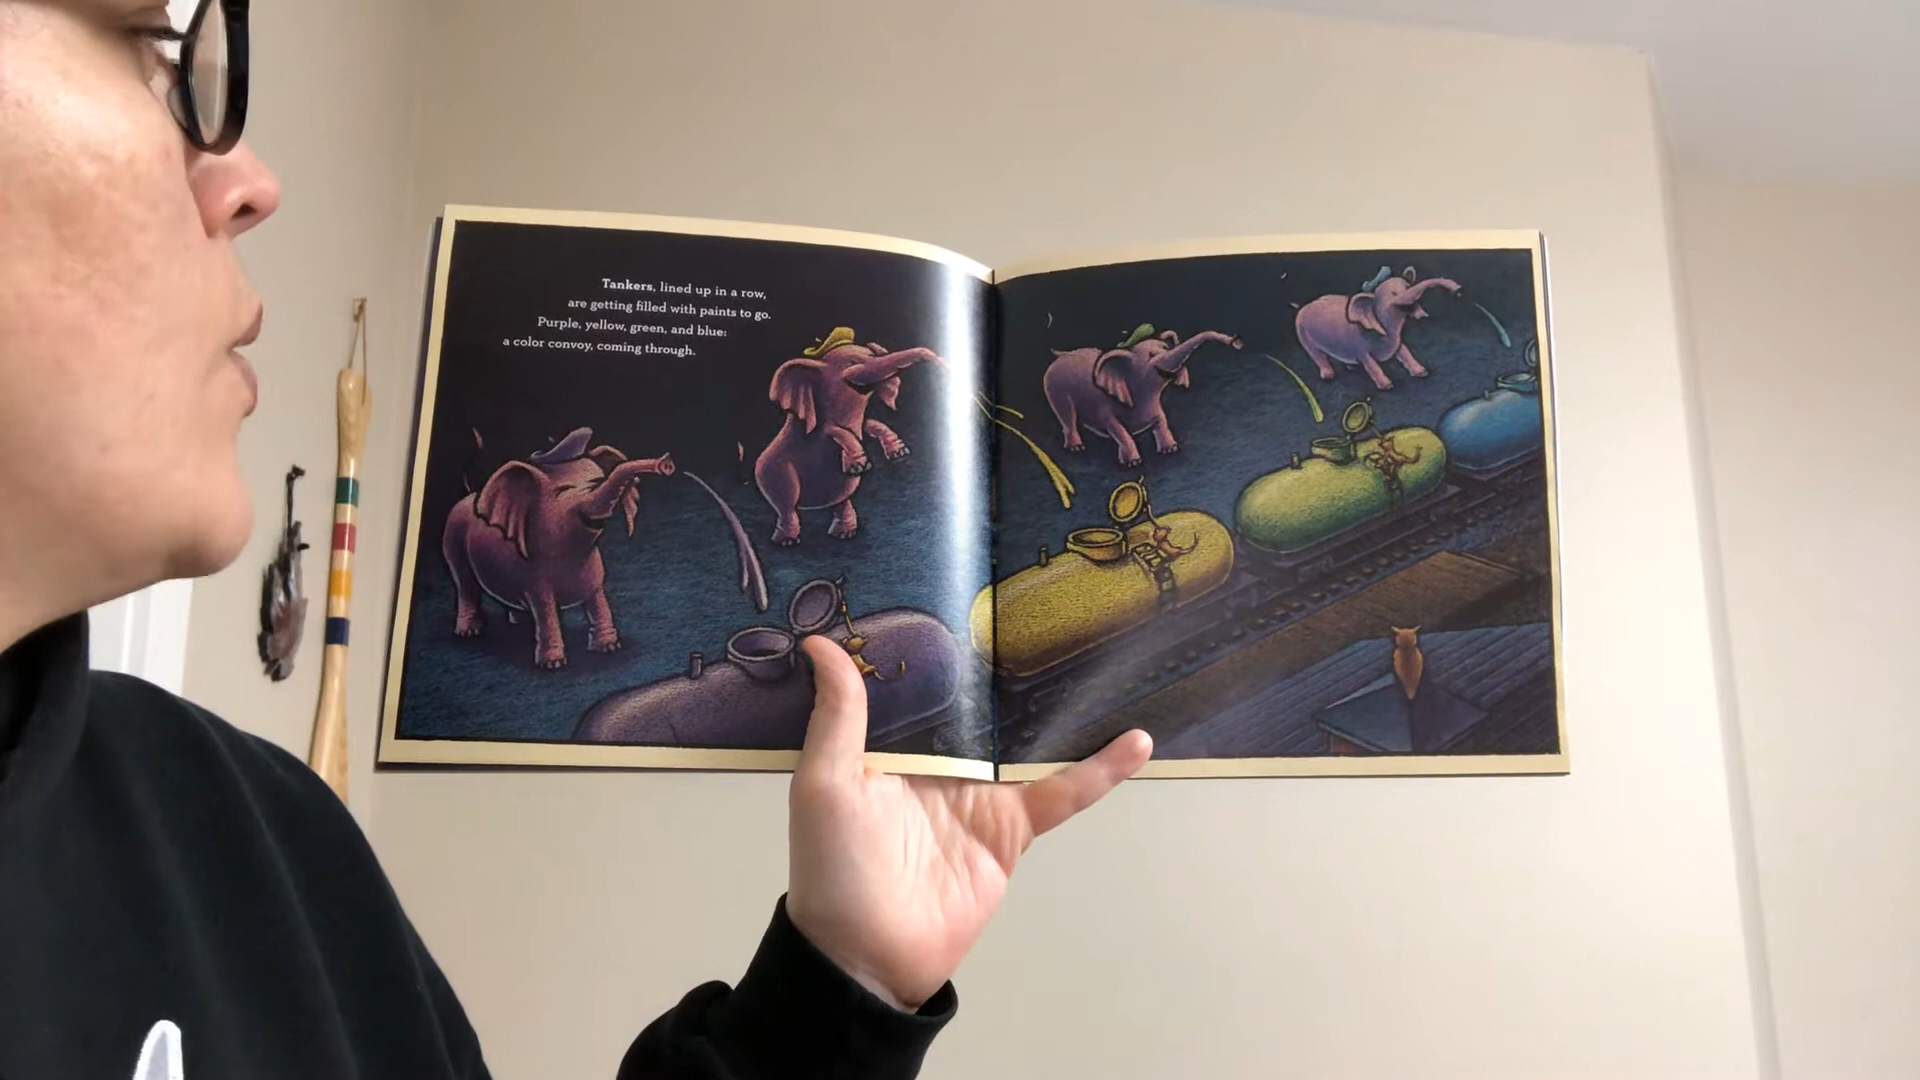 Tankers, lined up in a row,
are getting filled with paints to go.
Purple, yellow, green, and blue:
a color convoy, coming through.